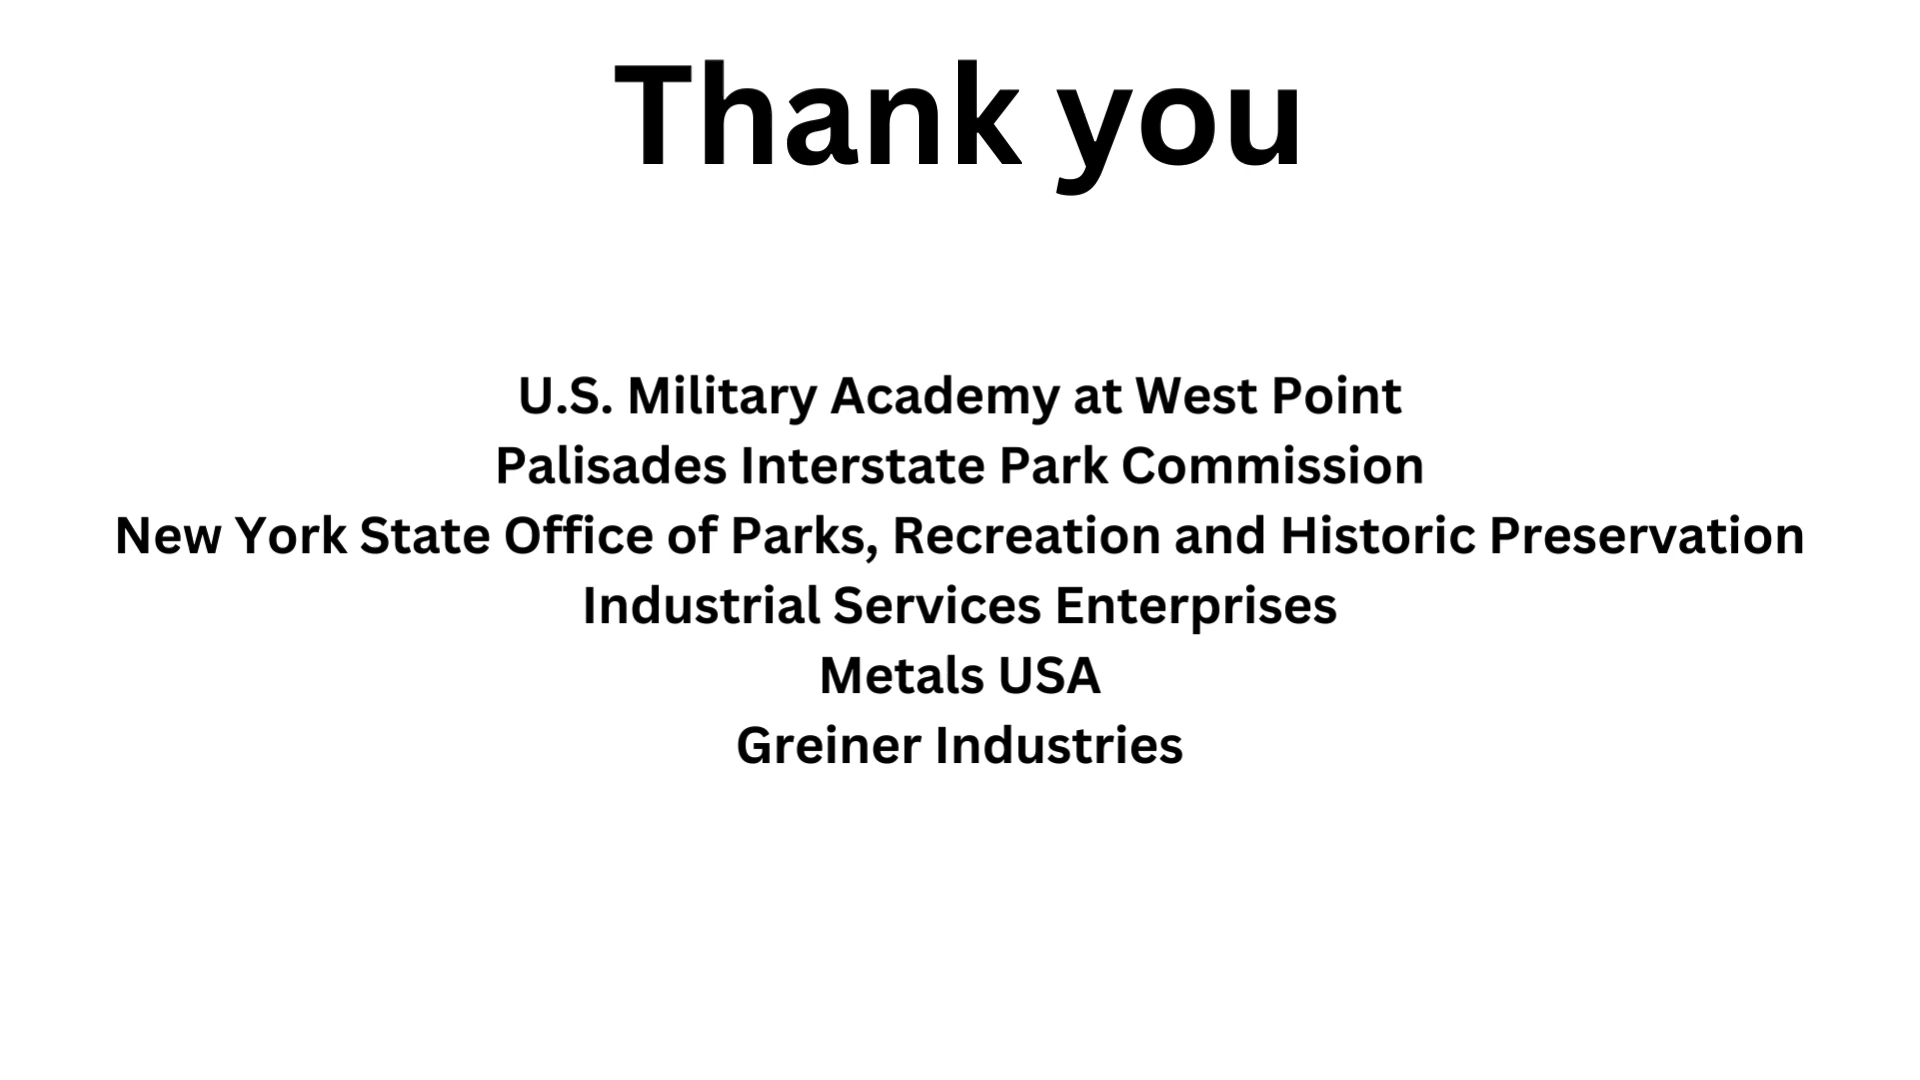 Thank you
U.S. Military Academy at West Point
Palisades Interstate Park Commission
New York State Office of Parks, Recreation and Historic Preservation
Industrial Services Enterprises
Metals USA
Greiner Industries